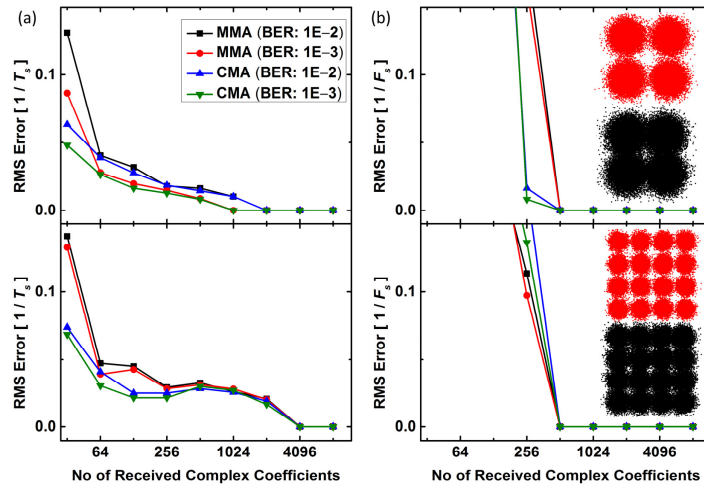 (a)
MMA (BER: 1E−2)
MMA (BER: 1E−3)
CMA (BER: 1E−2)
CMA (BER: 1E−3)
RMS Error [ 1 / Ts ]
0.1
0.0
RMS Error [ 1 / Ts ]
0.1
0.0
64 256 1024 4096
No of Received Complex Coefficients
(b)
RMS Error [ 1 / Fs ]
0.1
0.0
RMS Error [ 1 / Fs ]
0.1
0.0
64 256 1024 4096
No of Received Complex Coefficients